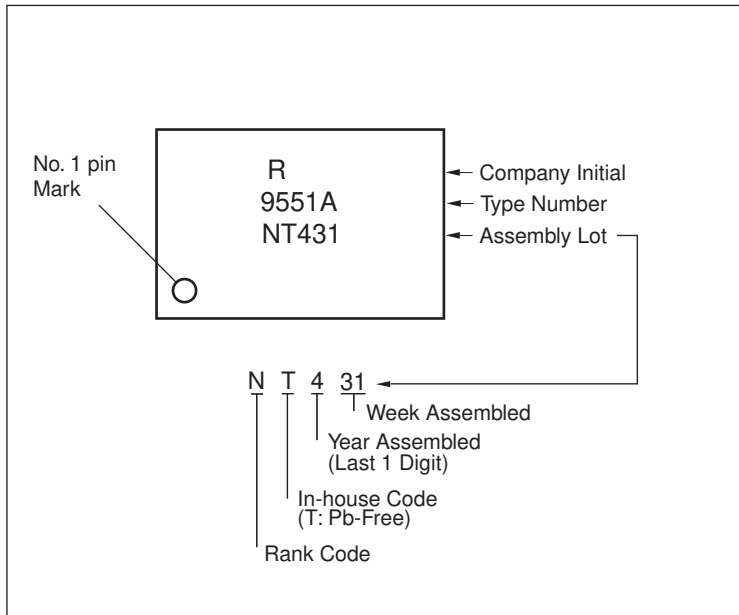 No. 1 pin
Mark
R
9551A
NT431
Company Initial
Type Number
Assembly Lot
N T 4 31
Week Assembled
Year Assembled
(Last 1 Digit)
In-house Code
(T: Pb-Free)
Rank Code